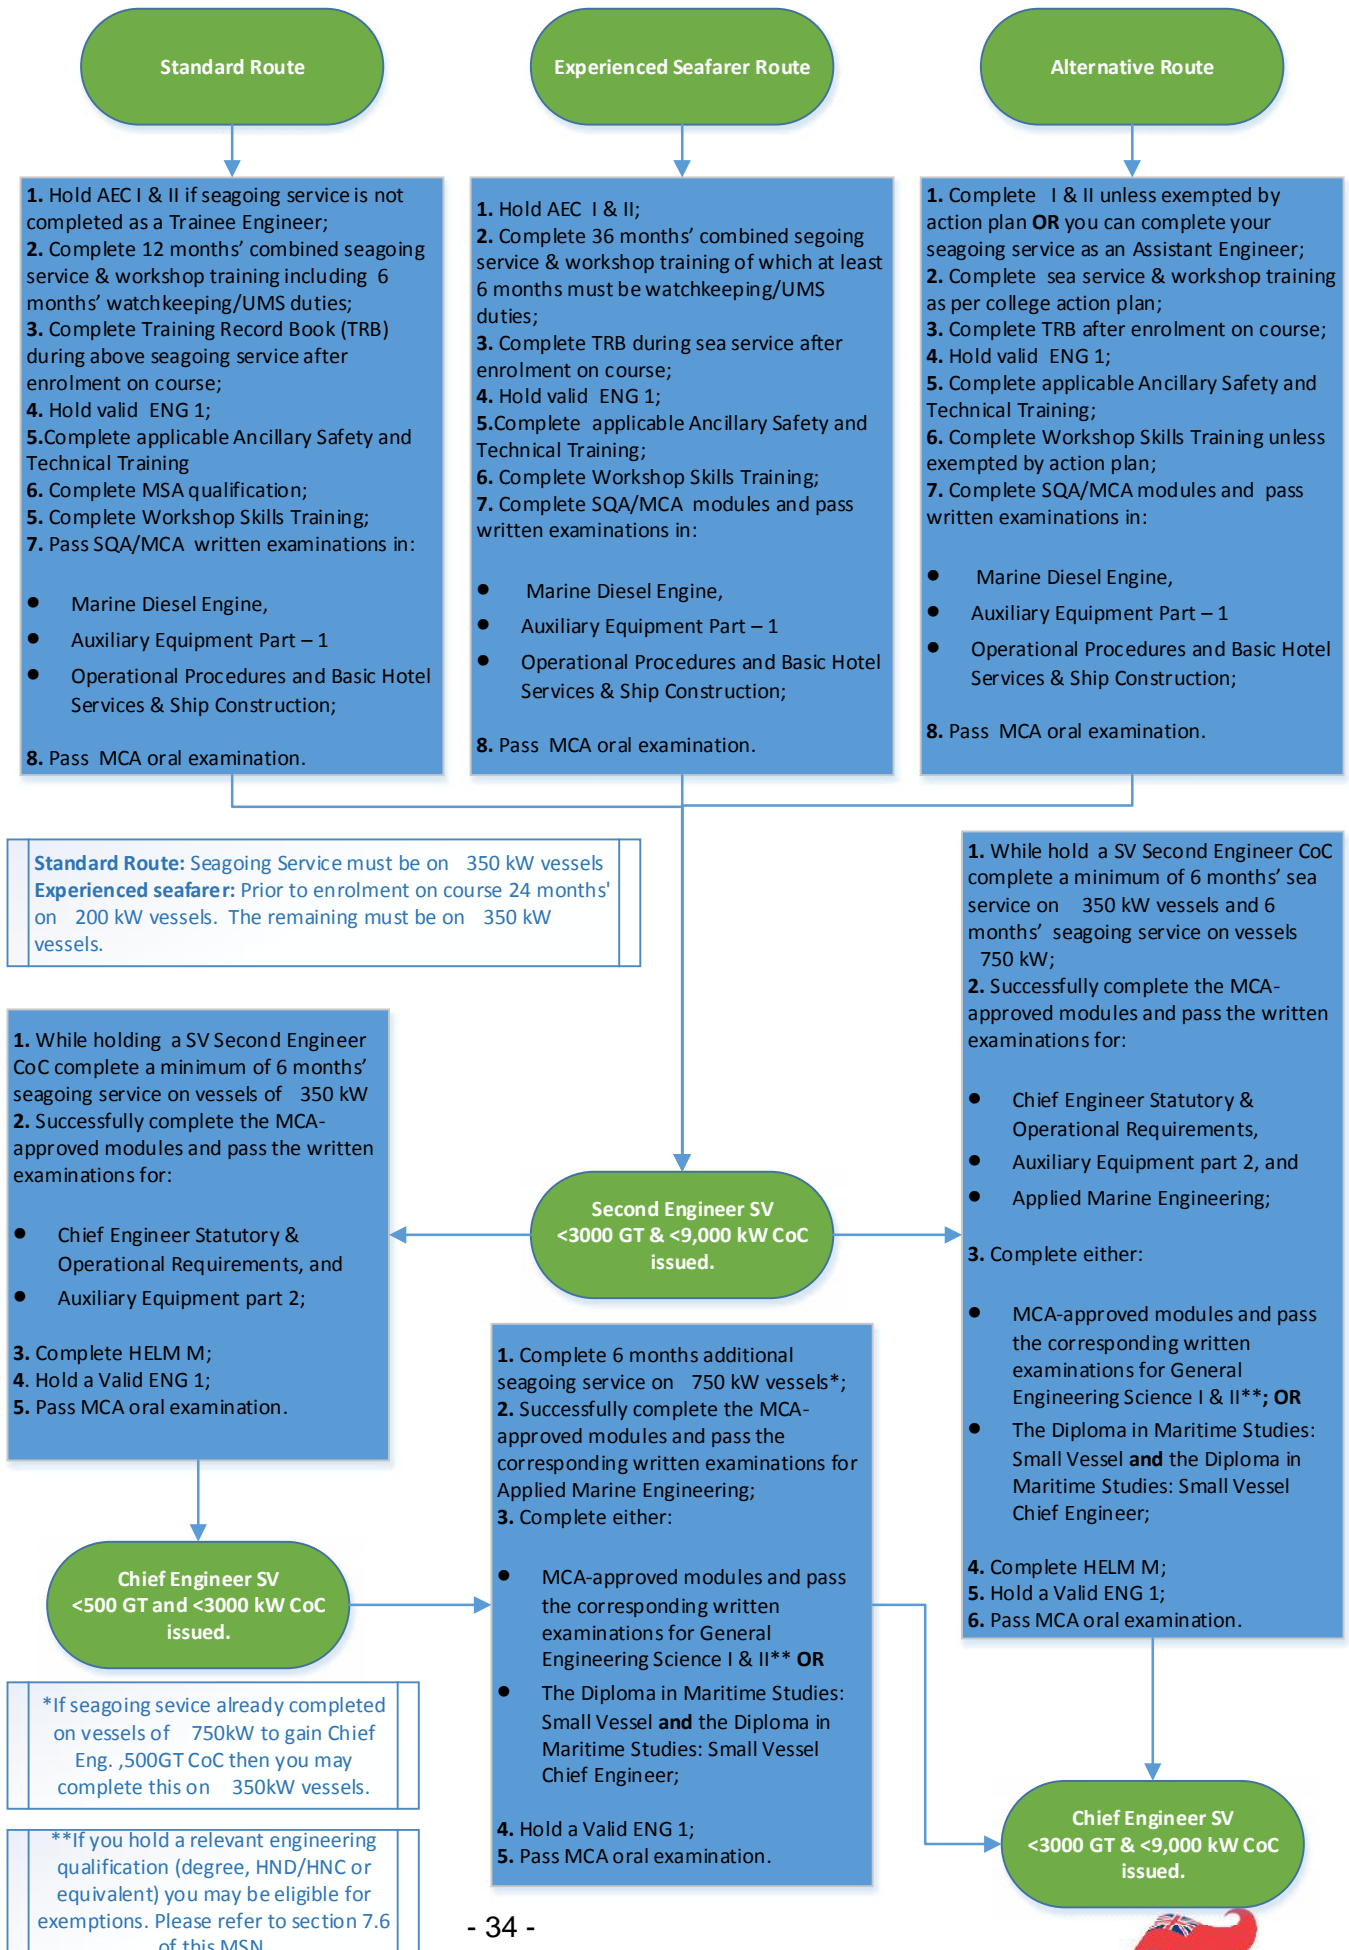 Standard Route
Experienced Seafarer Route
Alternative Route
1. Hold AEC I & II if seagoing service is not
completed as a Trainee Engineer;
2. Complete 12 months' combined seagoing
service & workshop training including 6
months' watchkeeping/UMS duties;
3. Complete Training Record Book (TRB)
during above seagoing service after
enrolment on course;
4. Hold valid ENG 1;
5.Complete applicable Ancillary Safety and
Technical Training
6. Complete MSA qualification;
5. Complete Workshop Skills Training;
7. Pass SQA/MCA written examinations in:
● Marine Diesel Engine,
● Auxiliary Equipment Part – 1
● Operational Procedures and Basic Hotel
Services & Ship Construction;
8. Pass MCA oral examination.
1. Hold AEC I & II;
2. Complete 36 months' combined segoing
service & workshop training of which at least
6 months must be watchkeeping/UMS
duties;
3. Complete TRB during sea service after
enrolment on course;
4. Hold valid ENG 1;
5.Complete applicable Ancillary Safety and
Technical Training;
6. Complete Workshop Skills Training;
7. Complete SQA/MCA modules and pass
written examinations in:
● Marine Diesel Engine,
● Auxiliary Equipment Part – 1
● Operational Procedures and Basic Hotel
Services & Ship Construction;
8. Pass MCA oral examination.
1. Complete I & II unless exempted by
action plan OR you can complete your
seagoing service as an Assistant Engineer;
2. Complete sea service & workshop training
as per college action plan;
3. Complete TRB after enrolment on course;
4. Hold valid ENG 1;
5. Complete applicable Ancillary Safety and
Technical Training;
6. Complete Workshop Skills Training unless
exempted by action plan;
7. Complete SQA/MCA modules and pass
written examinations in:
● Marine Diesel Engine,
● Auxiliary Equipment Part – 1
● Operational Procedures and Basic Hotel
Services & Ship Construction;
8. Pass MCA oral examination.
Standard Route: Seagoing Service must be on 350 kW vessels
Experienced seafarer: Prior to enrolment on course 24 months'
on 200 kW vessels. The remaining must be on 350 kW
vessels.
1. While holding a SV Second Engineer
CoC complete a minimum of 6 months'
seagoing service on vessels of 350 kW
2. Successfully complete the MCA-
approved modules and pass the written
examinations for:
● Chief Engineer Statutory &
Operational Requirements, and
● Auxiliary Equipment part 2;
3. Complete HELM M;
4. Hold a Valid ENG 1;
5. Pass MCA oral examination.
Second Engineer SV
<3000 GT & <9,000 kW CoC
issued.
1. While hold a SV Second Engineer CoC
complete a minimum of 6 months' sea
service on 350 kW vessels and 6
months' seagoing service on vessels
750 kW;
2. Successfully complete the MCA-
approved modules and pass the written
examinations for:
● Chief Engineer Statutory &
Operational Requirements,
● Auxiliary Equipment part 2, and
● Applied Marine Engineering;
3. Complete either:
● MCA-approved modules and pass
the corresponding written
examinations for General
Engineering Science I & II**; OR
● The Diploma in Maritime Studies:
Small Vessel and the Diploma in
Maritime Studies: Small Vessel
Chief Engineer;
4. Complete HELM M;
5. Hold a Valid ENG 1;
6. Pass MCA oral examination.
Chief Engineer SV
<500 GT and <3000 kW CoC
issued.
1. Complete 6 months additional
seagoing service on 750 kW vessels*;
2. Successfully complete the MCA-
approved modules and pass the
corresponding written examinations for
Applied Marine Engineering;
3. Complete either:
● MCA-approved modules and pass
the corresponding written
examinations for General
Engineering Science I & II** OR
● The Diploma in Maritime Studies:
Small Vessel and the Diploma in
Maritime Studies: Small Vessel
Chief Engineer;
4. Hold a Valid ENG 1;
5. Pass MCA oral examination.
*If seagoing sevice already completed
on vessels of 750kW to gain Chief
Eng. ,500GT CoC then you may
complete this on 350kW vessels.
**If you hold a relevant engineering
qualification (degree, HND/HNC or
equivalent) you may be eligible for
exemptions. Please refer to section 7.6
of this MSN
Chief Engineer SV
<3000 GT & <9,000 kW CoC
issued.
- 34 -